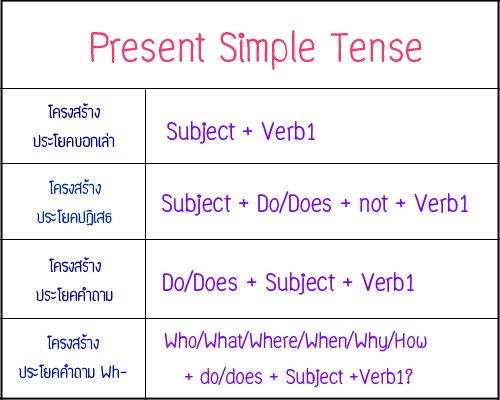 Present Simple Tense
โครงสร้าง
ประโยคบอกเล่า
Subject + Verb1
โครงสร้าง
ประโยคปฏิเสธ
Subject + Do/Does + not + Verb1
โครงสร้าง
ประโยคคำถาม
Do/Does + Subject + Verb1
โครงสร้าง
ประโยคคำถาม Wh-
Who/What/Where/When/Why/How
+ do/does + Subject +Verb1?